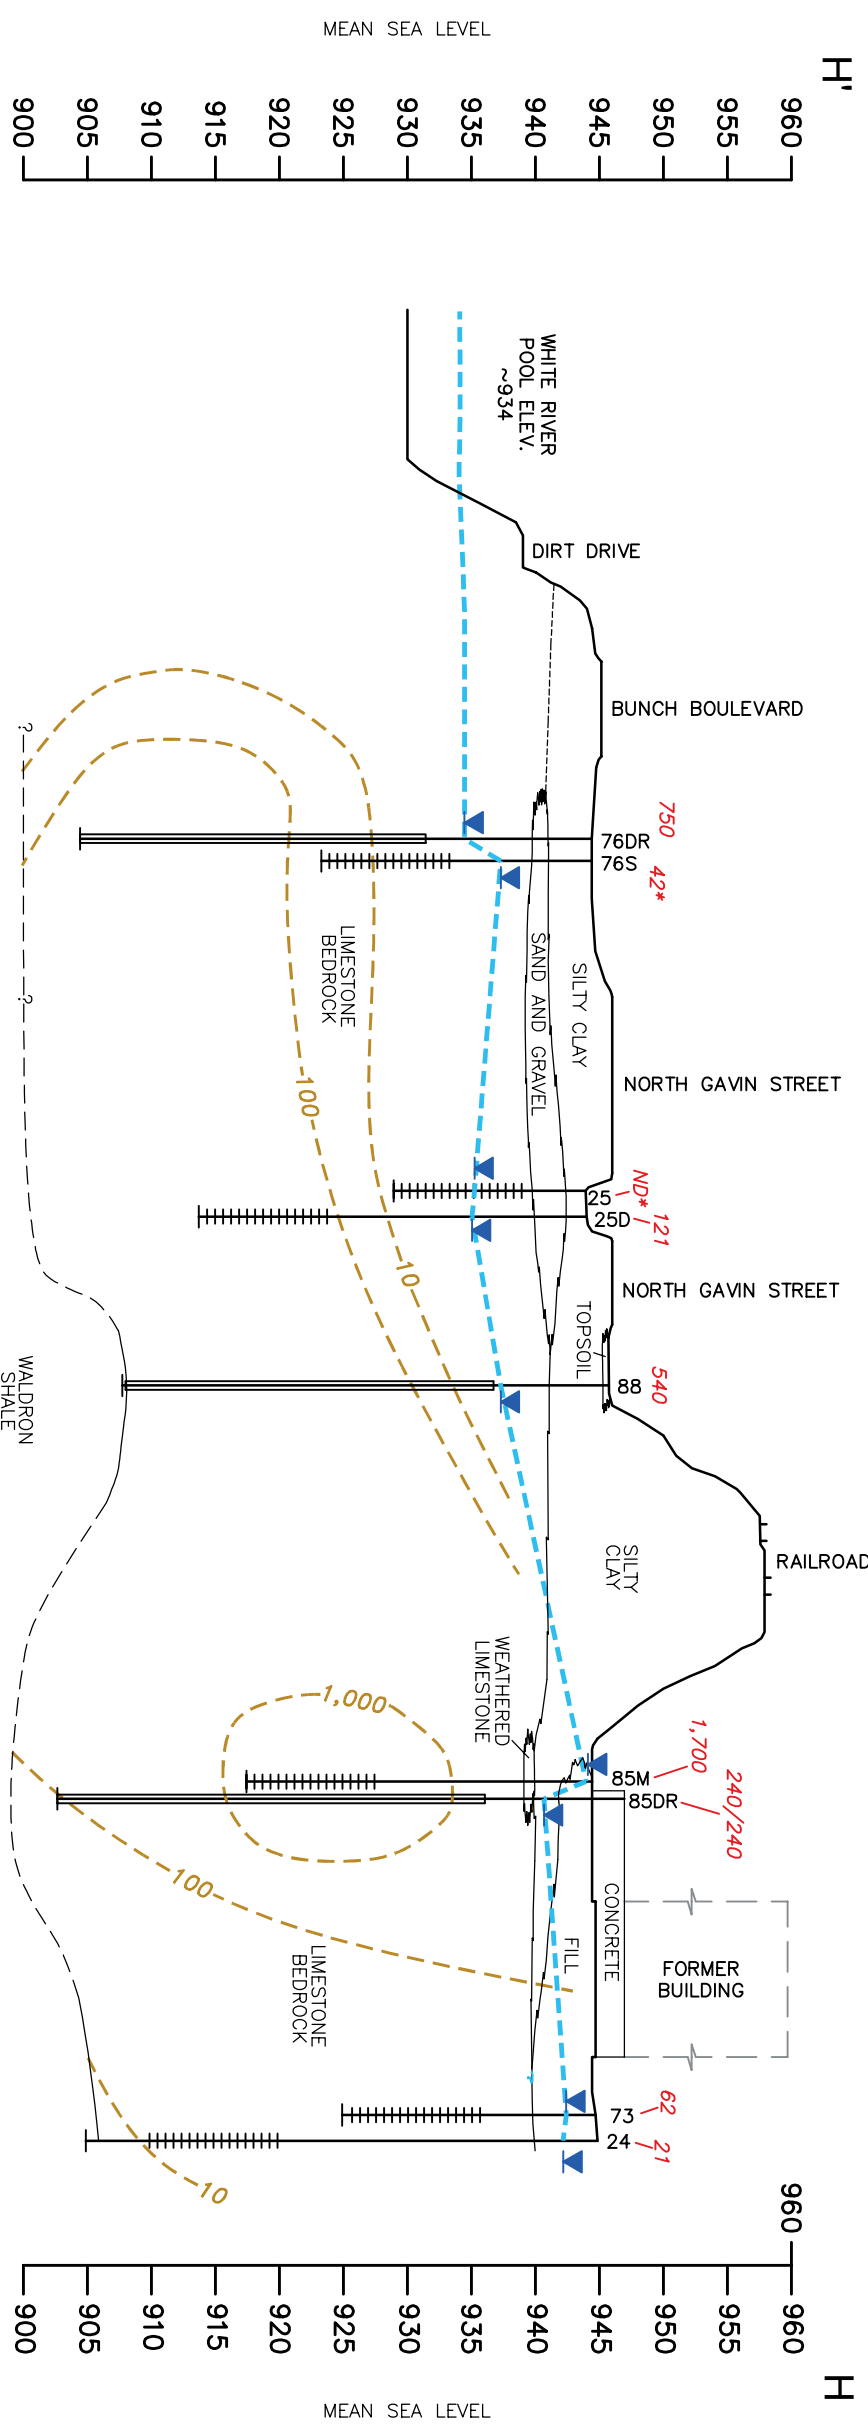 H'
MEAN SEA LEVEL
960
955
950
945
940
935
930
925
920
915
910
905
900
WHITE RIVER
POOL ELEV.
~934
DIRT DRIVE
BUNCH BOULEVARD
750
76DR
76S
42*
SAND AND GRAVEL
SILTY CLAY
LIMESTONE
BEDROCK
?
?
100
NORTH GAVIN STREET
ND*
25
121
25D
10
NORTH GAVIN STREET
TOPSOIL
540
88
WALDRON
SHALE
SILTY
CLAY
RAILROAD
WEATHERED
LIMESTONE
1,000
1,700
85M
240/240
85DR
100
CONCRETE
FILL
FORMER
BUILDING
LIMESTONE
BEDROCK
62
73
21
24
10
960
960
955
950
945
940
935
930
925
920
915
910
905
900
H
MEAN SEA LEVEL